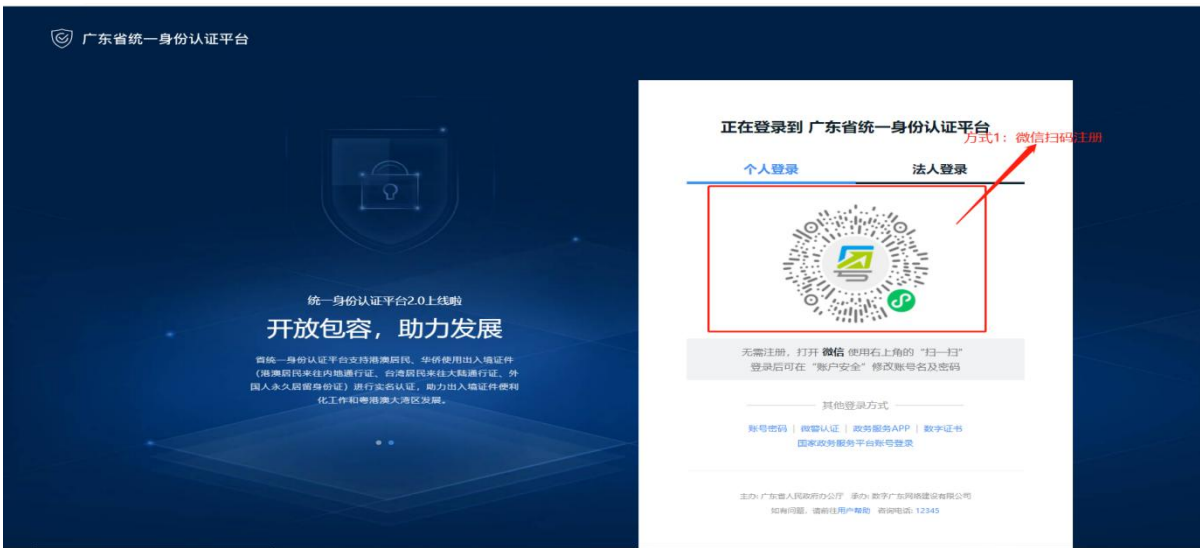 广东省统一身份认证平台
统一身份认证平台2.0上线啦
开放包容，助力发展
省统一身份认证平台支持港澳居民、华侨使用出入境证件
（港澳居民来往内地通行证、台湾居民来往大陆通行证、外
国人永久居留身份证）进行实名认证，助力出入境证件便利
化工作和粤港澳大湾区发展。
正在登录到 广东省统一身份认证平台
方式1：微信扫码注册
个人登录 法人登录
无需注册，打开 微信 使用右上角的“扫一扫”
登录后可在“账户安全”修改账号名及密码
其他登录方式
账号密码 | 微警认证 | 政务服务APP | 数字证书
国家政务服务平台账号登录
主办: 广东省人民政府办公厅 承办: 数字广东网络建设有限公司
如有问题，请前往用户帮助 咨询电话: 12345